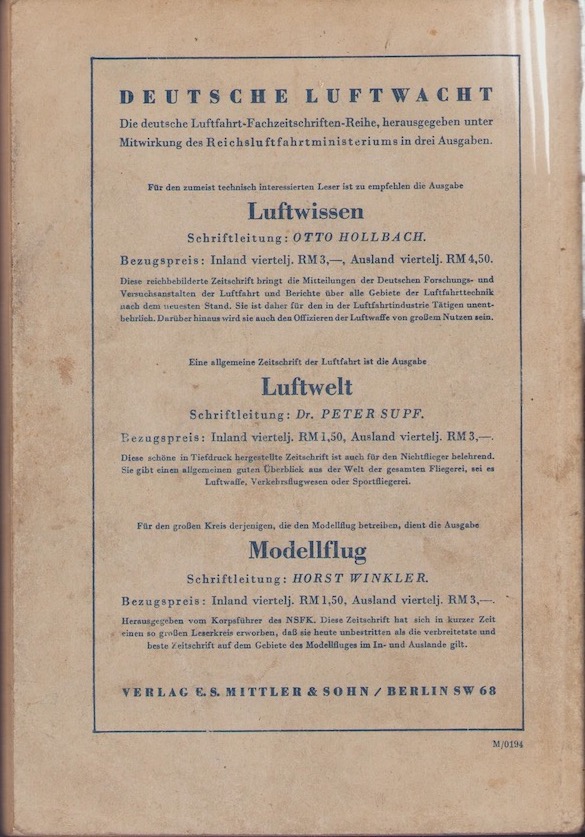 DEUTSCHE LUFTWACHT
Die deutsche Luftfahrt-Fachzeitschriften-Reihe, herausgegeben unter
Mitwirkung des Reichsluftfahrtministeriums in drei Ausgaben.
Für den zumeist technisch interessierten Leser ist zu empfehlen die Ausgabe
Luftwissen
Schriftleitung: OTTO HOLLBACH.
Bezugspreis: Inland viertelj. RM 3,—, Ausland viertelj. RM 4,50.
Diese reichbebilderte Zeitschrift bringt die Mitteilungen der Deutschen Forschungs- und
Versuchsanstalten der Luftfahrt und Berichte über alle Gebiete der Luftfahrttechnik
nach dem neuesten Stand. Sie ist daher für den in der Luftfahrtindustrie Tätigen unent-
behrlich. Darüber hinaus wird sie auch den Offizieren der Luftwaffe von großem Nutzen sein.
Eine allgemeine Zeitschrift der Luftfahrt ist die Ausgabe
Luftwelt
Schriftleitung: Dr. PETER SUPF.
Bezugspreis: Inland viertelj. RM 1,50, Ausland viertelj. RM 3,—.
Diese schöne in Tiefdruck hergestellte Zeitschrift ist auch für den Nichtflieger belehrend.
Sie gibt einen allgemeinen guten Überblick aus der Welt der gesamten Fliegerei, sei es
Luftwaffe, Verkehrsflugwesen oder Sportfliegerei.
Für den großen Kreis derjenigen, die den Modellflug betreiben, dient die Ausgabe
Modellflug
Schriftleitung: HORST WINKLER.
Bezugspreis: Inland viertelj. RM 1,50, Ausland viertelj. RM 3,—.
Herausgegeben vom Korpsführer des NSFK. Diese Zeitschrift hat sich in kurzer Zeit
einen so großen Leserkreis erworben, daß sie heute unbestritten als die verbreitetste und
beste Zeitschrift auf dem Gebiete des Modellfluges im In- und Auslande gilt.
VERLAG E. S. MITTLER & SOHN / BERLIN SW 68
M/0194